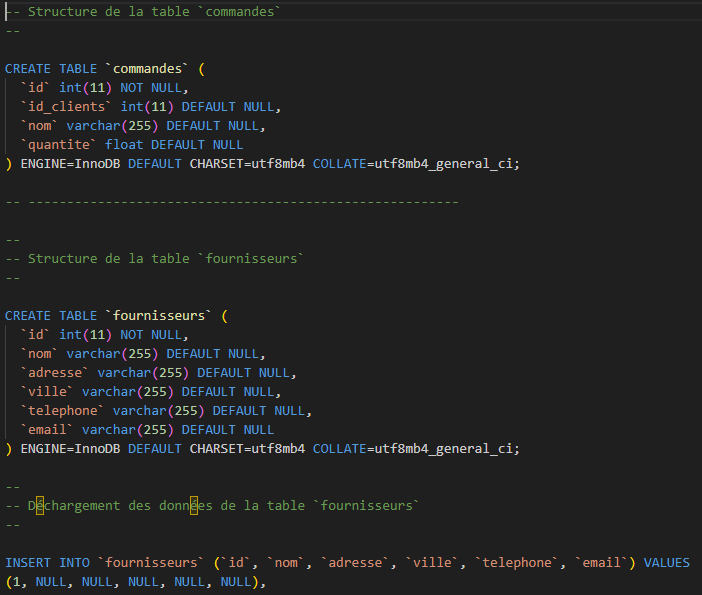 -- Structure de la table `commandes`
--
CREATE TABLE `commandes` (
  `id` int(11) NOT NULL,
  `id_clients` int(11) DEFAULT NULL,
  `nom` varchar(255) DEFAULT NULL,
  `quantite` float DEFAULT NULL
) ENGINE=InnoDB DEFAULT CHARSET=utf8mb4 COLLATE=utf8mb4_general_ci;
-- --------------------------------------------------------
--
-- Structure de la table `fournisseurs`
--
CREATE TABLE `fournisseurs` (
  `id` int(11) NOT NULL,
  `nom` varchar(255) DEFAULT NULL,
  `adresse` varchar(255) DEFAULT NULL,
  `ville` varchar(255) DEFAULT NULL,
  `telephone` varchar(255) DEFAULT NULL,
  `email` varchar(255) DEFAULT NULL
) ENGINE=InnoDB DEFAULT CHARSET=utf8mb4 COLLATE=utf8mb4_general_ci;
--
-- Déchargement des données de la table `fournisseurs`
--
INSERT INTO `fournisseurs` (`id`, `nom`, `adresse`, `ville`, `telephone`, `email`) VALUES
(1, NULL, NULL, NULL, NULL, NULL),